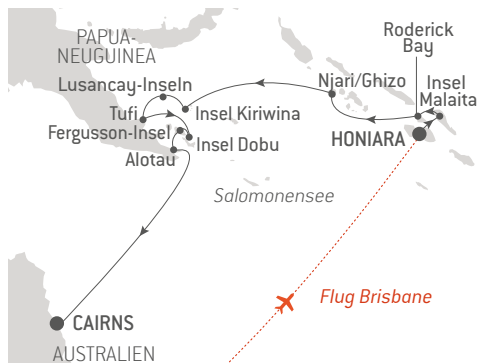 PAPUA-
NEUGUINEA
Roderick
Bay
Lusancay-Inseln
Njari/Ghizo
Insel
Malaita
Tufi
Insel Kiriwina
Fergusson-Insel
Insel Dobu
HONIARA
Alotau
Salomonensee
Flug Brisbane
CAIRNS
AUSTRALIEN